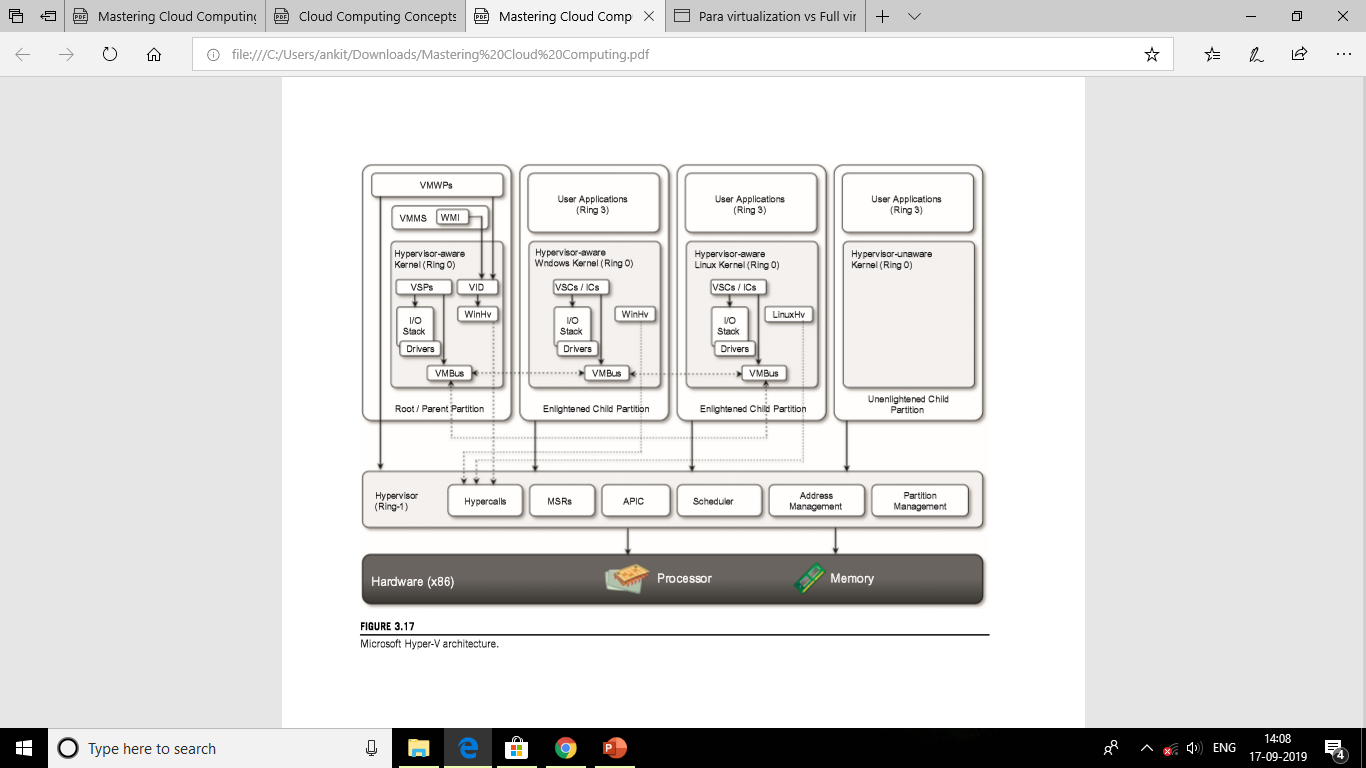 Mastering Cloud Computing
Cloud Computing Concepts
Mastering Cloud Comp
Para virtualization vs Full vir
file:///C:/Users/ankit/Downloads/Mastering%20Cloud%20Computing.pdf
VMWPs
VMMS
WMI
Hypervisor-aware
Kernel (Ring 0)
VSPs
VID
I/O
Stack
WinHv
Drivers
VMBus
Root / Parent Partition
User Applications
(Ring 3)
Hypervisor-aware
Wndows Kernel (Ring 0)
VSCs / ICs
I/O
Stack
WinHv
Drivers
VMBus
Enlightened Child Partition
User Applications
(Ring 3)
Hypervisor-aware
Linux Kernel (Ring 0)
VSCs / ICs
I/O
Stack
LinuxHv
Drivers
VMBus
Enlightened Child Partition
User Applications
(Ring 3)
Hypervisor-unaware
Kernel (Ring 0)
Unenlightened Child
Partition
Hypervisor
(Ring-1)
Hypercalls
MSRs
APIC
Scheduler
Address
Management
Partition
Management
Hardware (x86)
Processor
Memory
FIGURE 3.17
Microsoft Hyper-V architecture.
Type here to search
ENG
14:08
17-09-2019
4